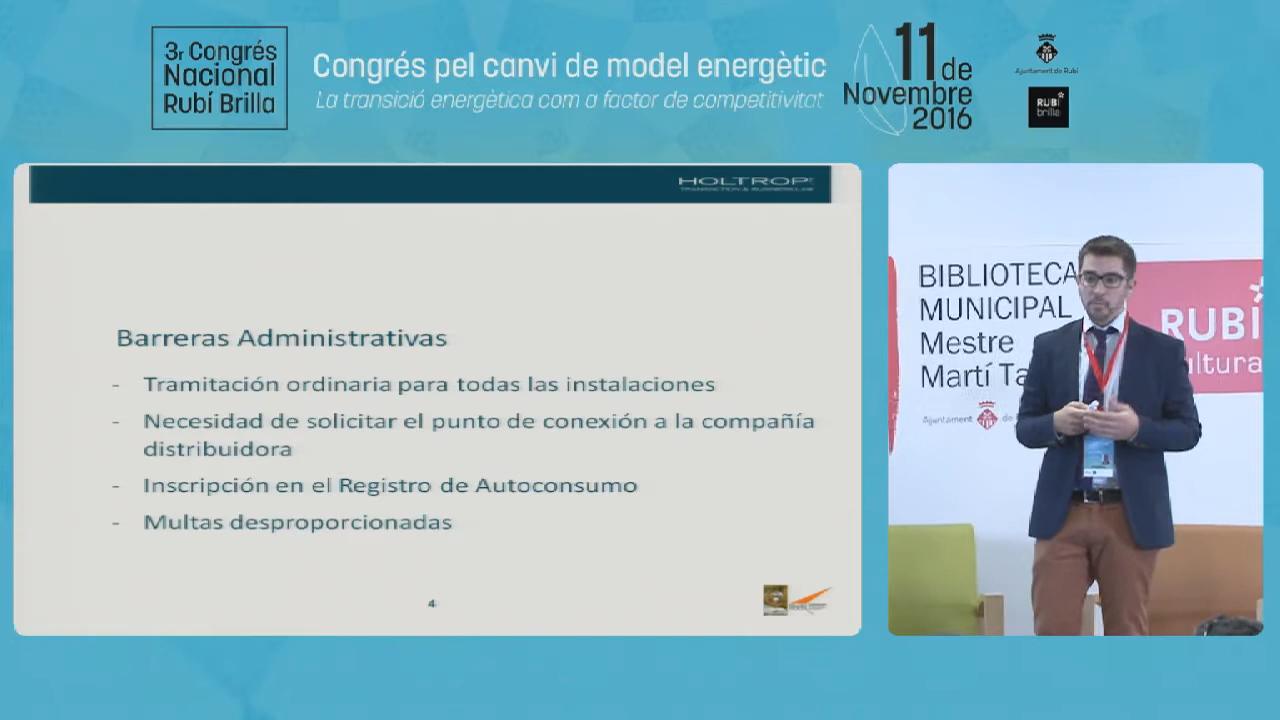 3r Congrés
Nacional
Rubí Brilla
Congrés pel canvi de model energètic
La transició energètica com a factor de competitivitat
11 de
Novembre
2016
Ajuntament de Rubí
RUBÍ
brilla
HOLTROP
Barreras Administrativas
- Tramitación ordinaria para todas las instalaciones
- Necesidad de solicitar el punto de conexión a la compañía
distribuidora
- Inscripción en el Registro de Autoconsumo
- Multas desproporcionadas
4
BIBLIOTECA
MUNICIPAL
Mestre
Martí Ta
Ajuntament de
RUBÍ
ultura